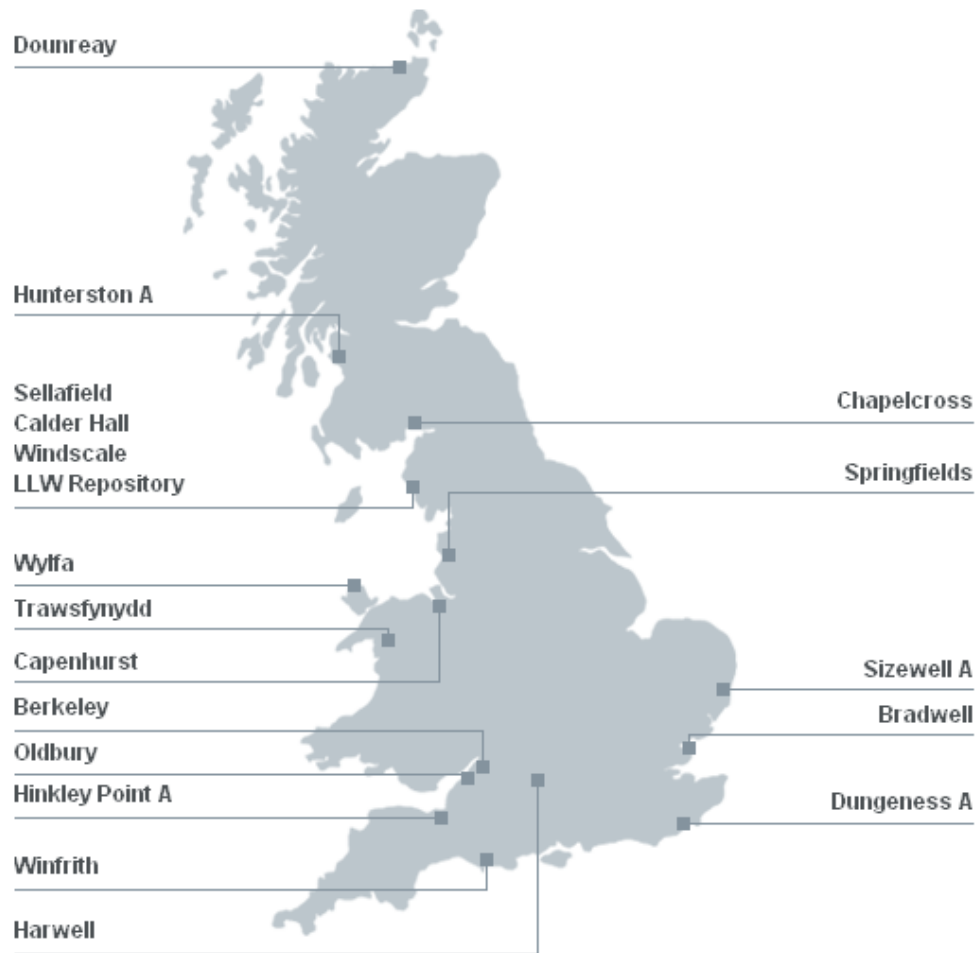 Dounreay
Hunterston A
Sellafield
Calder Hall
Windscale
LLW Repository
Wylfa
Trawsfynydd
Capenhurst
Berkeley
Oldbury
Hinkley Point A
Winfrith
Harwell
Chapelcross
Springfields
Sizewell A
Bradwell
Dungeness A